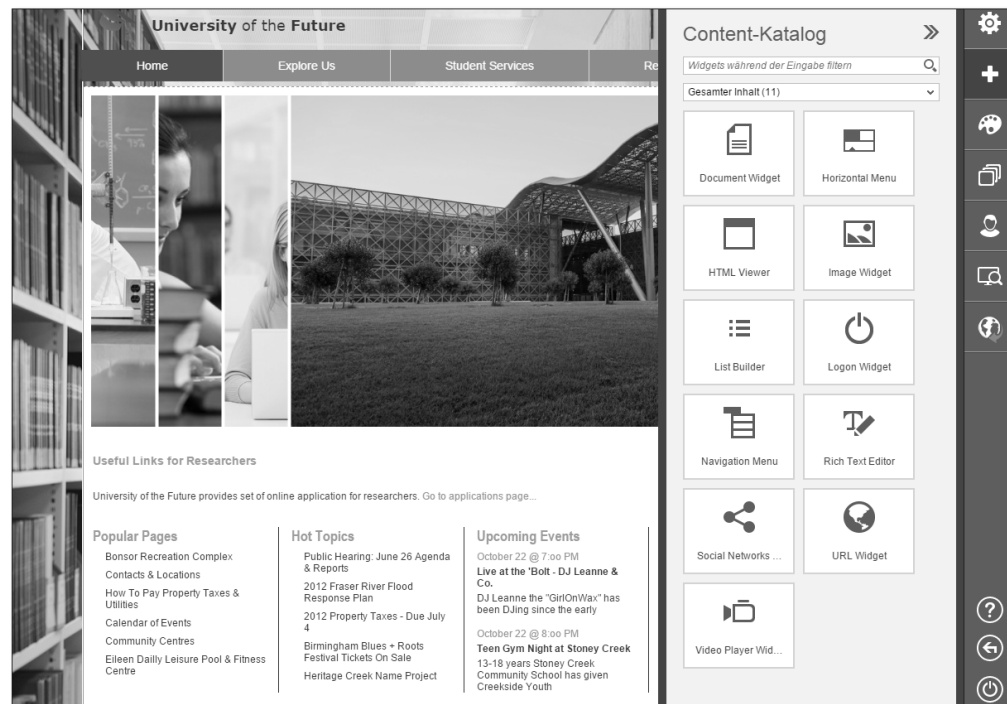 University of the Future
Home
Explore Us
Student Services
Re
Useful Links for Researchers
University of the Future provides set of online application for researchers. Go to applications page...
Popular Pages
Bonsor Recreation Complex
Contacts & Locations
How To Pay Property Taxes &
Utilities
Calendar of Events
Community Centres
Eileen Dailly Leisure Pool & Fitness
Centre
Hot Topics
Public Hearing: June 26 Agenda
& Reports
2012 Fraser River Flood
Response Plan
2012 Property Taxes - Due July
4
Birmingham Blues + Roots
Festival Tickets On Sale
Heritage Creek Name Project
Upcoming Events
October 22 @ 7:oo PM
Live at the 'Bolt - DJ Leanne &
Co.
DJ Leanne the "GirlOnWax" has
been DJing since the early
October 22 @ 8:oo PM
Teen Gym Night at Stoney Creek
13-18 years Stoney Creek
Community School has given
Creekside Youth
Content-Katalog
Widgets während der Eingabe filtern
Gesamter Inhalt (11)
Document Widget
Horizontal Menu
HTML Viewer
Image Widget
List Builder
Logon Widget
Navigation Menu
Rich Text Editor
Social Networks ...
URL Widget
Video Player Wid...